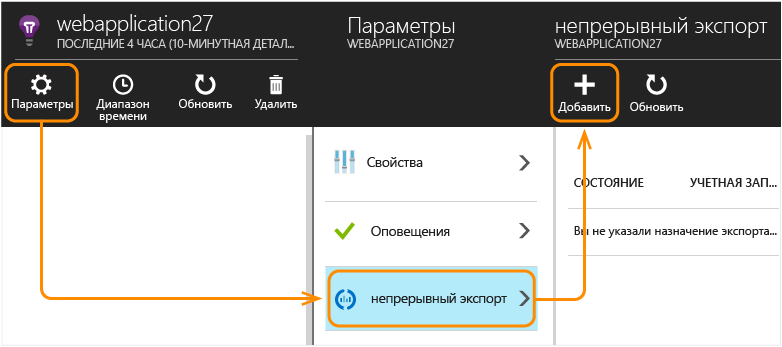 webapplication27
ПОСЛЕДНИЕ 4 ЧАСА (10-МИНУТНАЯ ДЕТАЛ...
Параметры
Диапазон
времени
Обновить
Удалить
Параметры
WEBAPPLICATION27
Свойства
Оповещения
непрерывный экспорт
непрерывный экспорт
WEBAPPLICATION27
Добавить
Обновить
СОСТОЯНИЕ УЧЕТНАЯ ЗАП...
Вы не указали назначение экспорта...